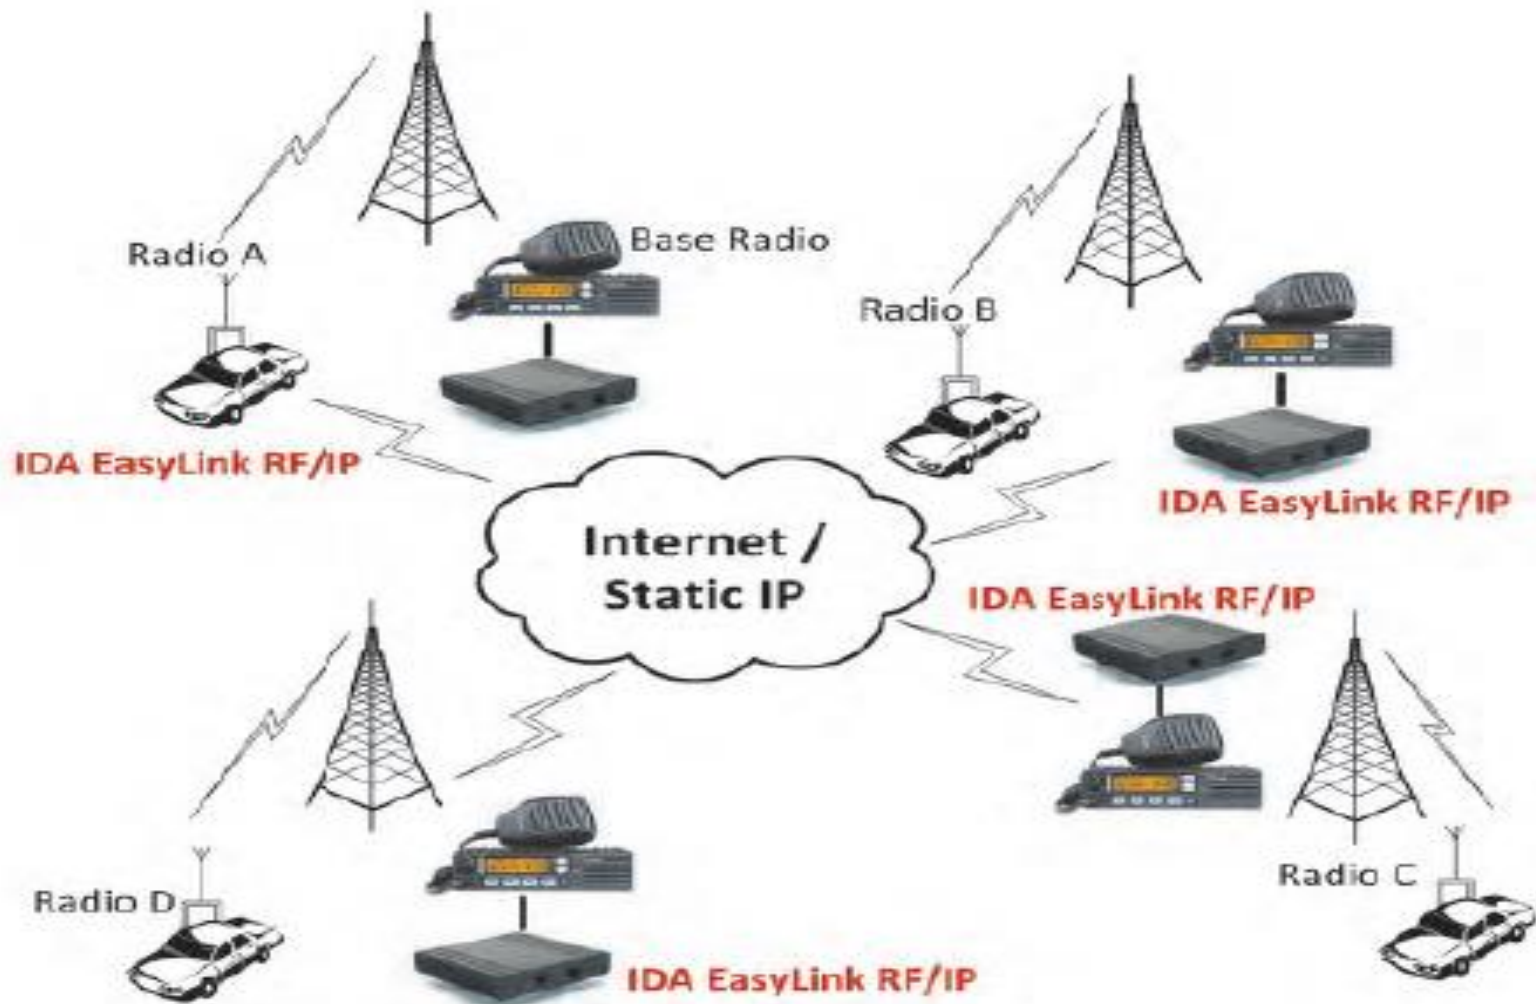 Radio A
Base Radio
Radio B
IDA EasyLink RF/IP
IDA EasyLink RF/IP
Internet /
Static IP
IDA EasyLink RF/IP
Radio C
Radio D
IDA EasyLink RF/IP